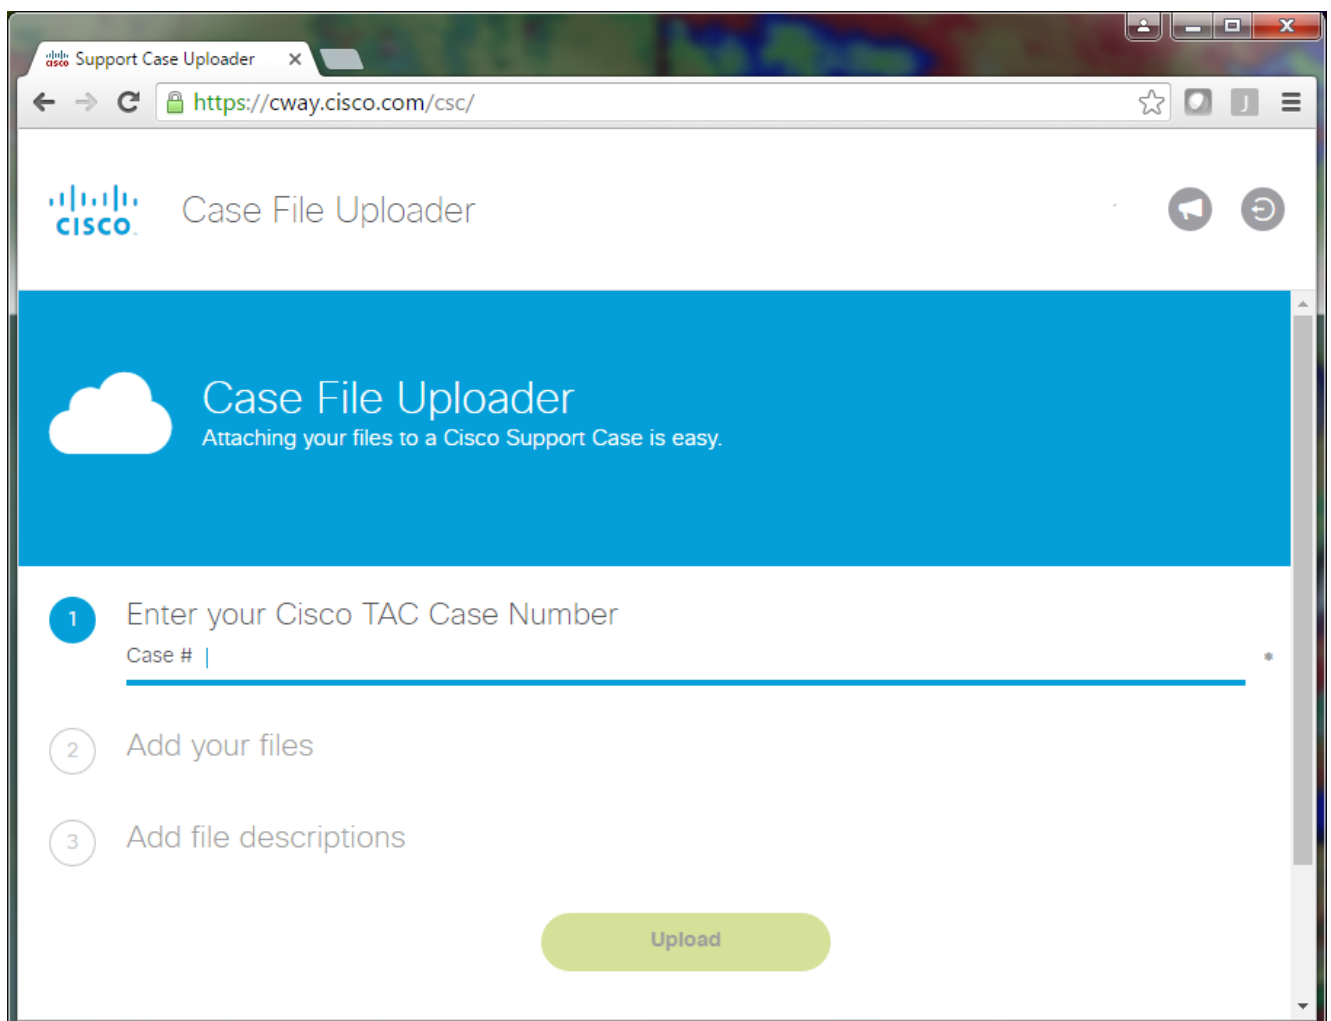 Support Case Uploader
https://cway.cisco.com/csc/
J
CISCO
Case File Uploader
Case File Uploader
Attaching your files to a Cisco Support Case is easy.
1
Enter your Cisco TAC Case Number
Case #
*
2
Add your files
3
Add file descriptions
Upload